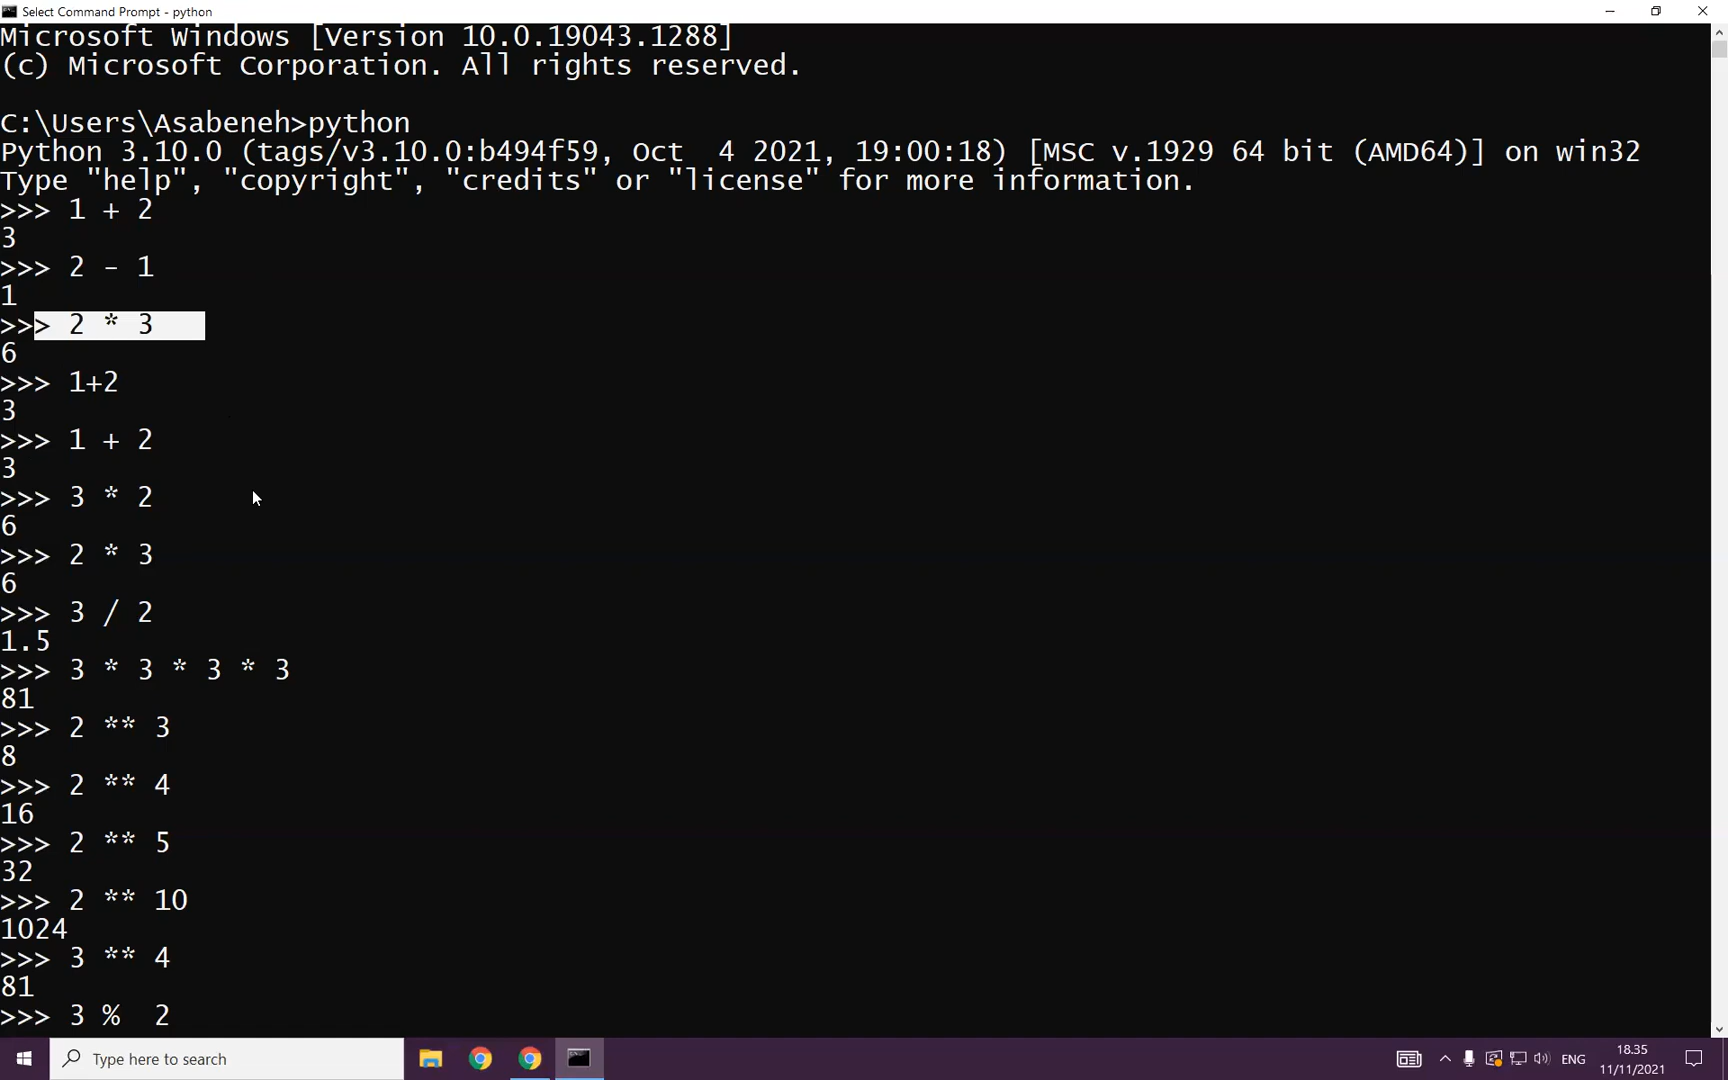 Select Command Prompt - python
Microsoft Windows [Version 10.0.19043.1288]
(c) Microsoft Corporation. All rights reserved.
C:\Users\Asabeneh>python
Python 3.10.0 (tags/v3.10.0:b494f59, Oct  4 2021, 19:00:18) [MSC v.1929 64 bit (AMD64)] on win32
Type "help", "copyright", "credits" or "license" for more information.
>>> 1 + 2
3
>>> 2 - 1
1
>>> 2 * 3
6
>>> 1+2
3
>>> 1 + 2
3
>>> 3 * 2
6
>>> 2 * 3
6
>>> 3 / 2
1.5
>>> 3 * 3 * 3 * 3
81
>>> 2 ** 3
8
>>> 2 ** 4
16
>>> 2 ** 5
32
>>> 2 ** 10
1024
>>> 3 ** 4
81
>>> 3 %  2
Type here to search
ENG
18.35
11/11/2021